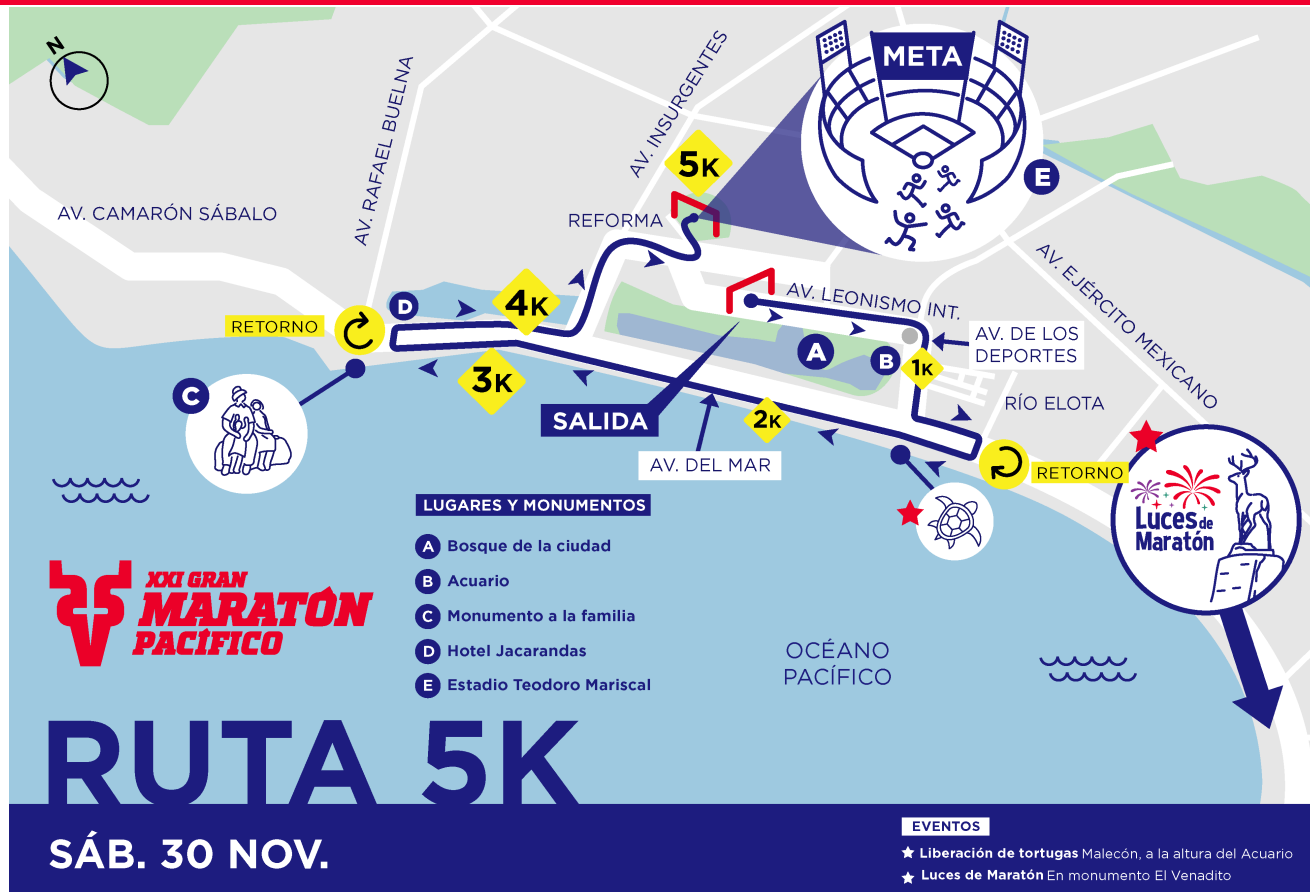 N
META
AV. INSURGENTES
AV. RAFAEL BUELNA
5K
E
AV. CAMARÓN SÁBALO
REFORMA
AV. EJÉRCITO MEXICANO
AV. LEONISMO INT.
D
4K
RETORNO
AV. DE LOS
DEPORTES
A
B
1K
3K
C
SALIDA
2K
RÍO ELOTA
AV. DEL MAR
RETORNO
Luces de
Maratón
LUGARES Y MONUMENTOS
A Bosque de la ciudad
B Acuario
C Monumento a la familia
D Hotel Jacarandas
E Estadio Teodoro Mariscal
XXI GRAN
MARATÓN
PACÍFICO
OCÉANO
PACÍFICO
RUTA 5K
SÁB. 30 NOV.
EVENTOS
Liberación de tortugas Malecón, a la altura del Acuario
Luces de Maratón En monumento El Venadito